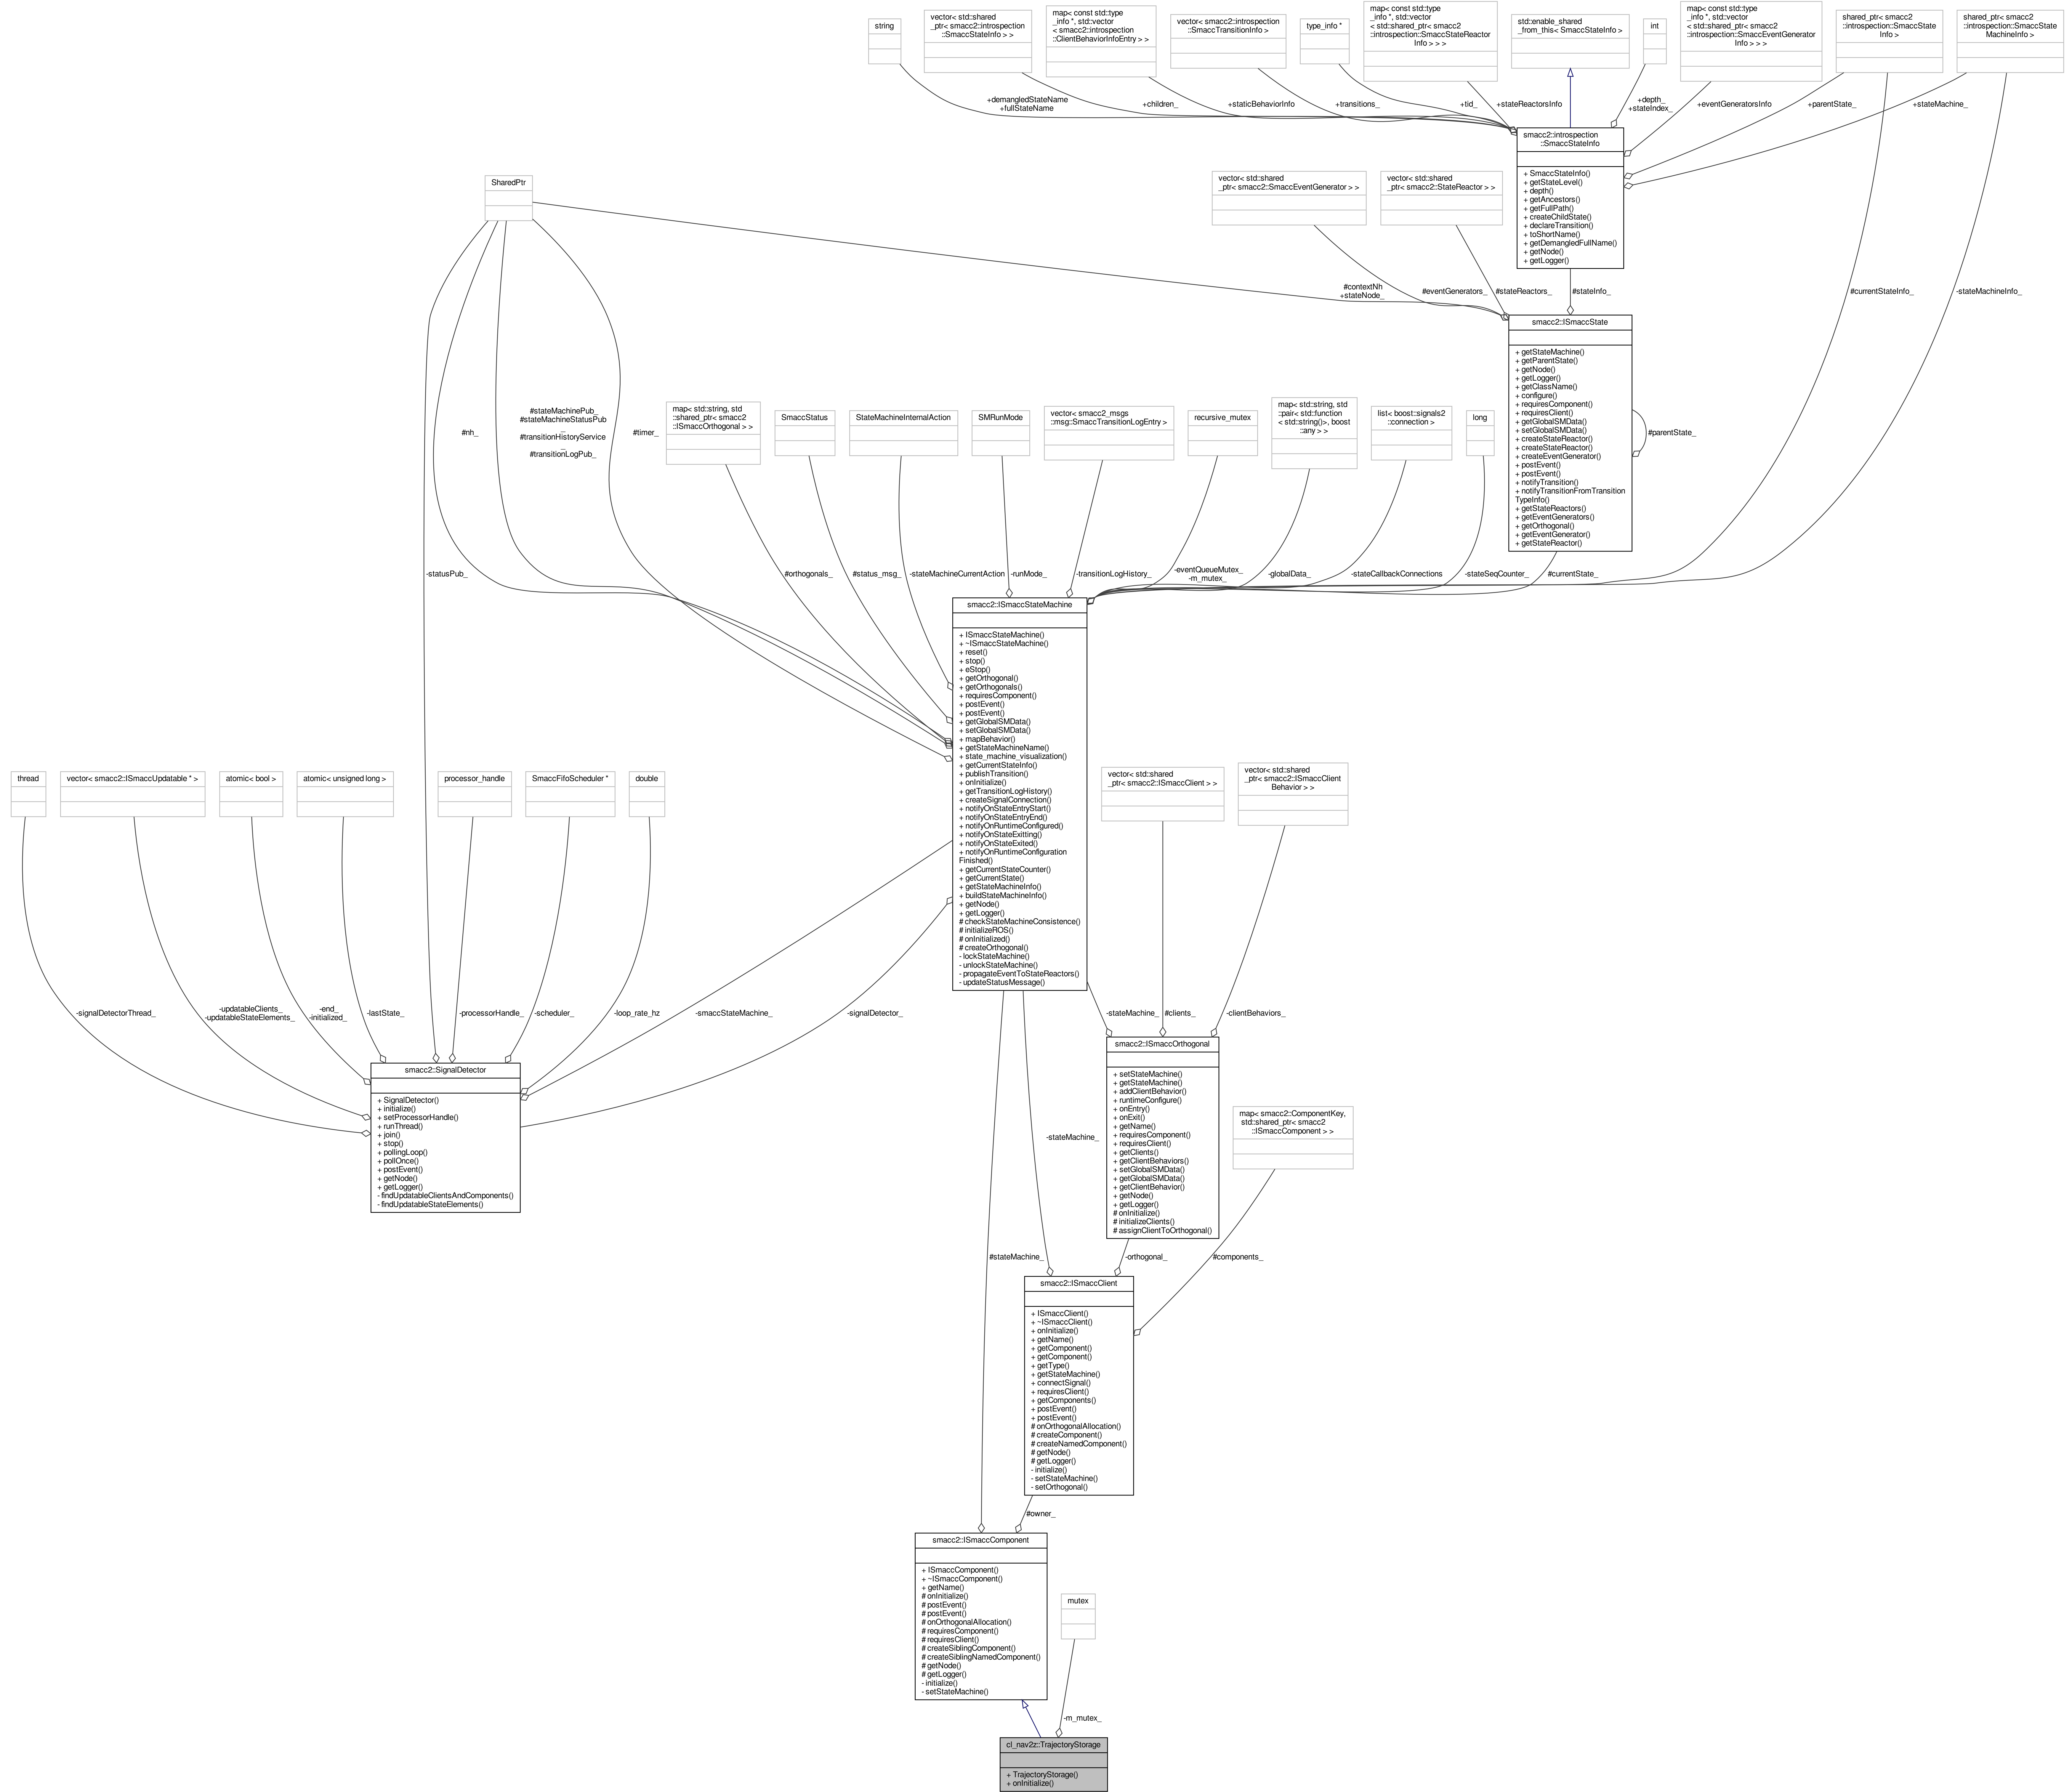 string
vector< std::shared
_ptr< smacc2::introspection
::SmaccStateInfo > >
map< const std::type
_info *, std::vector
< smacc2::introspection
::ClientBehaviorInfoEntry > >
vector< smacc2::introspection
::SmaccTransitionInfo >
type_info *
map< const std::type
_info *, std::vector
< std::shared_ptr< smacc2
::introspection::SmaccStateReactor
Info > > >
std::enable_shared
_from_this< SmaccStateInfo >
int
map< const std::type
_info *, std::vector
< std::shared_ptr< smacc2
::introspection::SmaccEventGenerator
Info > > >
shared_ptr< smacc2
::introspection::SmaccState
Info >
shared_ptr< smacc2
::introspection::SmaccState
MachineInfo >
+demangledStateName
+fullStateName
+children_
+staticBehaviorInfo
+transitions_
+tid_
+stateReactorsInfo
+depth_
+stateIndex_
+eventGeneratorsInfo
+parentState_
+stateMachine_
smacc2::introspection
::SmaccStateInfo
+ SmaccStateInfo()
+ getStateLevel()
+ depth()
+ getAncestors()
+ getFullPath()
+ createChildState()
+ declareTransition()
+ toShortName()
+ getDemangledFullName()
+ getNode()
+ getLogger()
SharedPtr
vector< std::shared
_ptr< smacc2::SmaccEventGenerator > >
vector< std::shared
_ptr< smacc2::StateReactor > >
#contextNh
+stateNode_
#eventGenerators_
#stateReactors_
#stateInfo_
#currentStateInfo_
-stateMachineInfo_
smacc2::ISmaccState
+ getStateMachine()
+ getParentState()
+ getNode()
+ getLogger()
+ getClassName()
+ configure()
+ requiresComponent()
+ requiresClient()
+ getGlobalSMData()
+ setGlobalSMData()
+ createStateReactor()
+ createStateReactor()
+ createEventGenerator()
+ postEvent()
+ postEvent()
+ notifyTransition()
+ notifyTransitionFromTransition
TypeInfo()
+ getStateReactors()
+ getEventGenerators()
+ getOrthogonal()
+ getEventGenerator()
+ getStateReactor()
#parentState_
#nh_
#stateMachinePub_
#stateMachineStatusPub
_
#transitionHistoryService
_
#transitionLogPub_
#timer_
map< std::string, std
::shared_ptr< smacc2
::ISmaccOrthogonal > >
SmaccStatus
StateMachineInternalAction
SMRunMode
vector< smacc2_msgs
::msg::SmaccTransitionLogEntry >
recursive_mutex
map< std::string, std
::pair< std::function
< std::string()>, boost
::any > >
list< boost::signals2
::connection >
long
-statusPub_
#orthogonals_
#status_msg_
-stateMachineCurrentAction
-runMode_
-transitionLogHistory_
-eventQueueMutex_
-m_mutex_
-globalData_
-stateCallbackConnections
-stateSeqCounter_
#currentState_
smacc2::ISmaccStateMachine
+ ISmaccStateMachine()
+ ~ISmaccStateMachine()
+ reset()
+ stop()
+ eStop()
+ getOrthogonal()
+ getOrthogonals()
+ requiresComponent()
+ postEvent()
+ postEvent()
+ getGlobalSMData()
+ setGlobalSMData()
+ mapBehavior()
+ getStateMachineName()
+ state_machine_visualization()
+ getCurrentStateInfo()
+ publishTransition()
+ onInitialize()
+ getTransitionLogHistory()
+ createSignalConnection()
+ notifyOnStateEntryStart()
+ notifyOnStateEntryEnd()
+ notifyOnRuntimeConfigured()
+ notifyOnStateExitting()
+ notifyOnStateExited()
+ notifyOnRuntimeConfiguration
Finished()
+ getCurrentStateCounter()
+ getCurrentState()
+ getStateMachineInfo()
+ buildStateMachineInfo()
+ getNode()
+ getLogger()
# checkStateMachineConsistence()
# initializeROS()
# onInitialized()
# createOrthogonal()
- lockStateMachine()
- unlockStateMachine()
- propagateEventToStateReactors()
- updateStatusMessage()
thread
vector< smacc2::ISmaccUpdatable * >
atomic< bool >
atomic< unsigned long >
processor_handle
SmaccFifoScheduler *
double
vector< std::shared
_ptr< smacc2::ISmaccClient > >
vector< std::shared
_ptr< smacc2::ISmaccClient
Behavior > >
-signalDetectorThread_
-updatableClients_
-updatableStateElements_
-end_
-initialized_
-lastState_
-processorHandle_
-scheduler_
-loop_rate_hz
-smaccStateMachine_
-signalDetector_
-stateMachine_
#clients_
-clientBehaviors_
smacc2::SignalDetector
+ SignalDetector()
+ initialize()
+ setProcessorHandle()
+ runThread()
+ join()
+ stop()
+ pollingLoop()
+ pollOnce()
+ postEvent()
+ getNode()
+ getLogger()
- findUpdatableClientsAndComponents()
- findUpdatableStateElements()
smacc2::ISmaccOrthogonal
+ setStateMachine()
+ getStateMachine()
+ addClientBehavior()
+ runtimeConfigure()
+ onEntry()
+ onExit()
+ getName()
+ requiresComponent()
+ requiresClient()
+ getClients()
+ getClientBehaviors()
+ setGlobalSMData()
+ getGlobalSMData()
+ getClientBehavior()
+ getNode()
+ getLogger()
# onInitialize()
# initializeClients()
# assignClientToOrthogonal()
map< smacc2::ComponentKey,
std::shared_ptr< smacc2
::ISmaccComponent > >
-stateMachine_
#stateMachine_
-orthogonal_
#components_
smacc2::ISmaccClient
+ ISmaccClient()
+ ~ISmaccClient()
+ onInitialize()
+ getName()
+ getComponent()
+ getComponent()
+ getType()
+ getStateMachine()
+ connectSignal()
+ requiresClient()
+ getComponents()
+ postEvent()
+ postEvent()
# onOrthogonalAllocation()
# createComponent()
# createNamedComponent()
# getNode()
# getLogger()
- initialize()
- setStateMachine()
- setOrthogonal()
#owner_
smacc2::ISmaccComponent
+ ISmaccComponent()
+ ~ISmaccComponent()
+ getName()
# onInitialize()
# postEvent()
# postEvent()
# onOrthogonalAllocation()
# requiresComponent()
# requiresClient()
# createSiblingComponent()
# createSiblingNamedComponent()
# getNode()
# getLogger()
- initialize()
- setStateMachine()
mutex
-m_mutex_
cl_nav2z::TrajectoryStorage
+ TrajectoryStorage()
+ onInitialize()